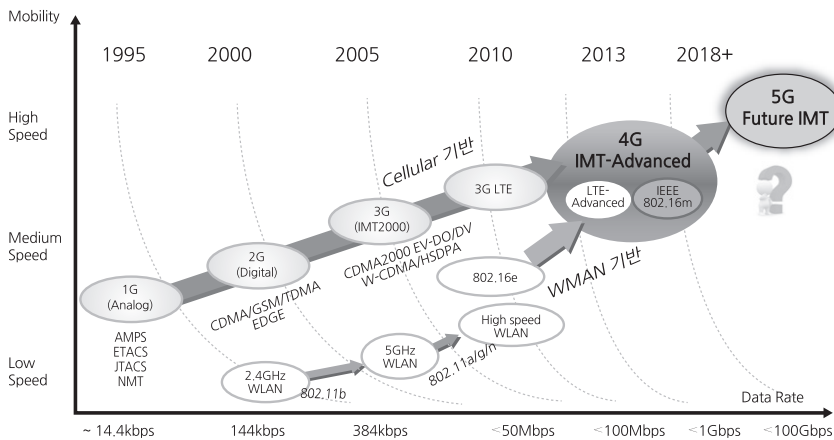 Mobility
1995
2000
2005
2010
2013
2018+
High
Speed
Medium
Speed
Low
Speed
5G
Future IMT
4G
IMT-Advanced
LTE-
Advanced
IEEE
802.16m
Cellular 기반
3G LTE
3G
(IMT2000)
CDMA2000 EV-DO/DV
W-CDMA/HSDPA
2G
(Digital)
CDMA/GSM/TDMA
EDGE
1G
(Analog)
AMPS
ETACS
JTACS
NMT
802.16e
WMAN 기반
High speed
WLAN
5GHz
WLAN
802.11a/g/n
2.4GHz
WLAN
802.11b
Data Rate
~ 14.4kbps
144kbps
384kbps
<50Mbps
<100Mbps
<1Gbps
<100Gbps